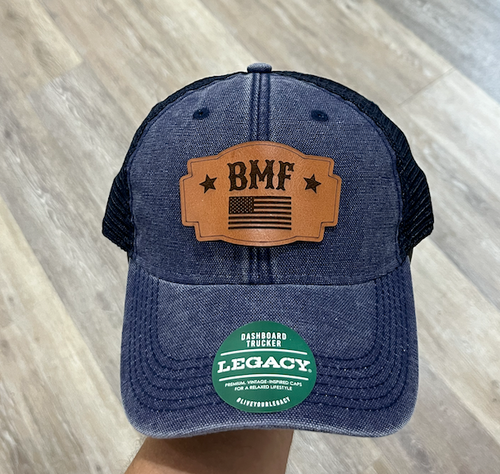 BMF
DASHBOARD
TRUCKER
LEGACY®
PREMIUM, VINTAGE-INSPIRED CAPS
FOR A RELAXED LIFESTYLE
#LIVEYOURLEGACY